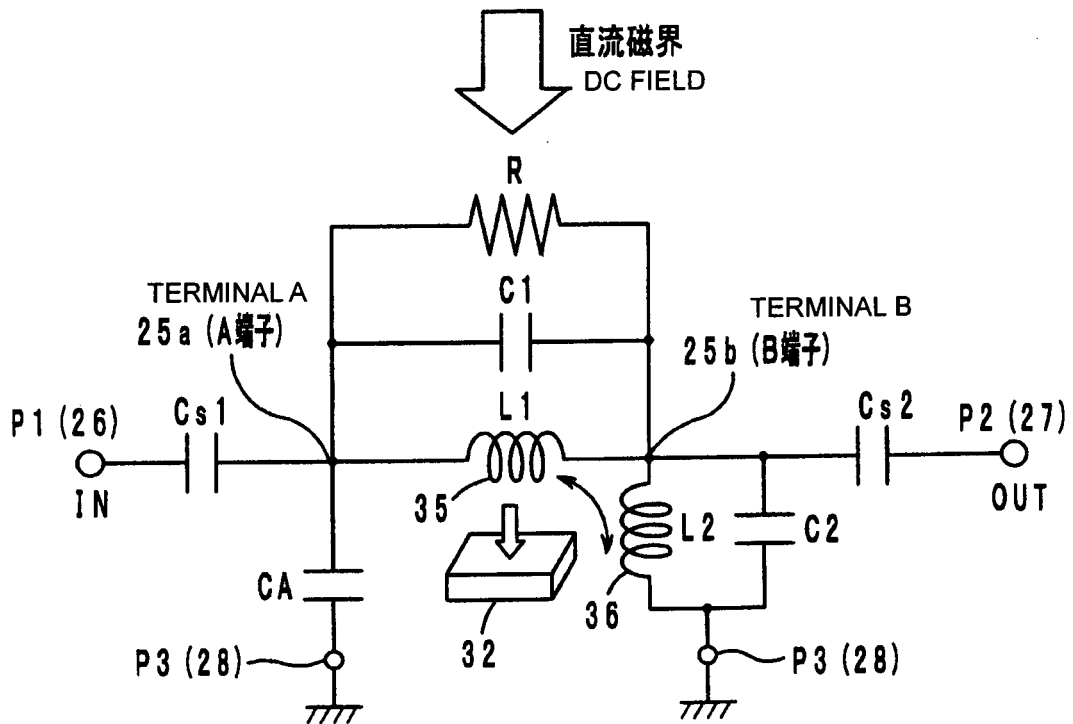 直流磁界
DC FIELD
R
C1
TERMINAL A
25a (A端子)
TERMINAL B
25b (B端子)
L1
P1 (26)
Cs1
Cs2
P2 (27)
IN
35
OUT
L2
C2
CA
36
32
P3 (28)
P3 (28)